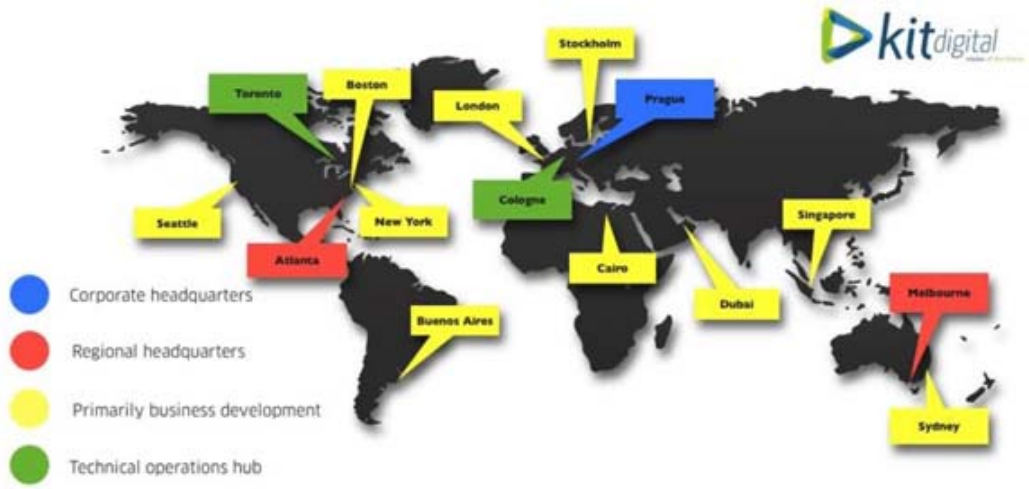 kitdigital
Stockholm
Toronto
Boston
London
Prague
Cologne
Seattle
New York
Singapore
Atlanta
Cairo
Dubai
Melbourne
Buenos Aires
Sydney
Corporate headquarters
Regional headquarters
Primarily business development
Technical operations hub